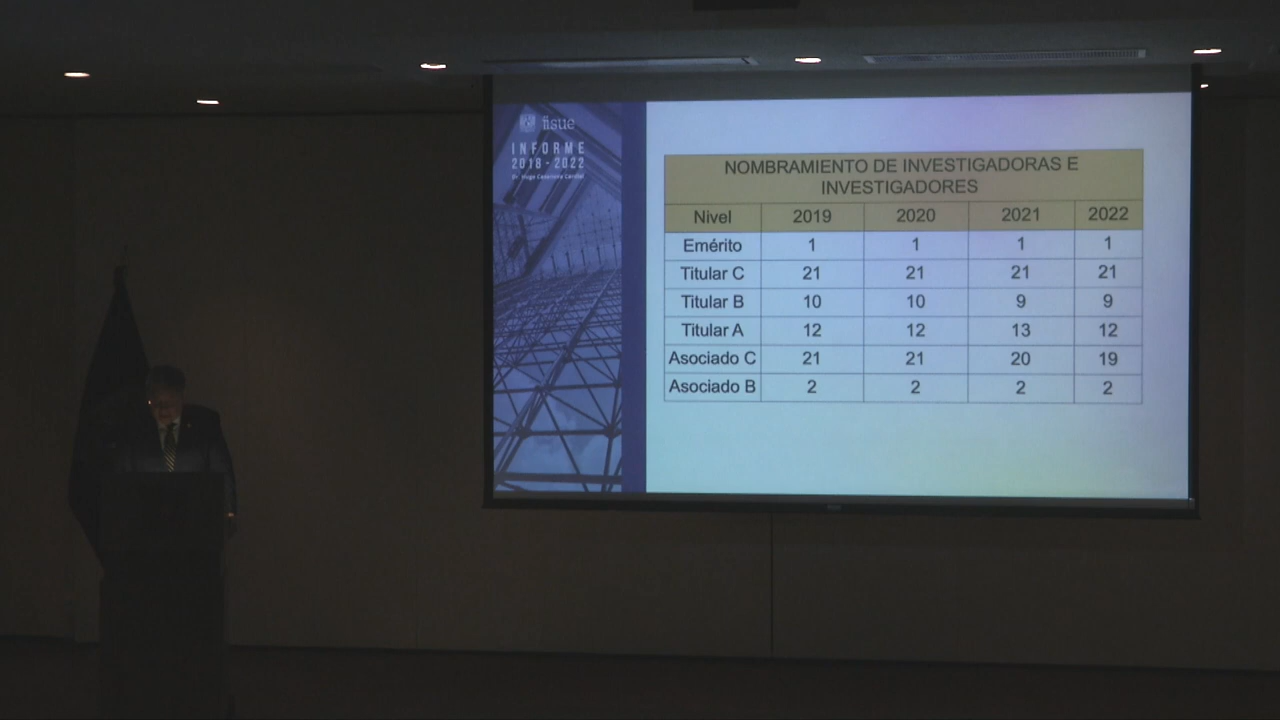 fisue
INFORME
2018 - 2022
NOMBRAMIENTO DE INVESTIGADORAS E
INVESTIGADORES
Nivel 2019 2020 2021 2022
Emérito 1 1 1 1
Titular C 21 21 21 21
Titular B 10 10 9 9
Titular A 12 12 13 12
Asociado C 21 21 20 19
Asociado B 2 2 2 2